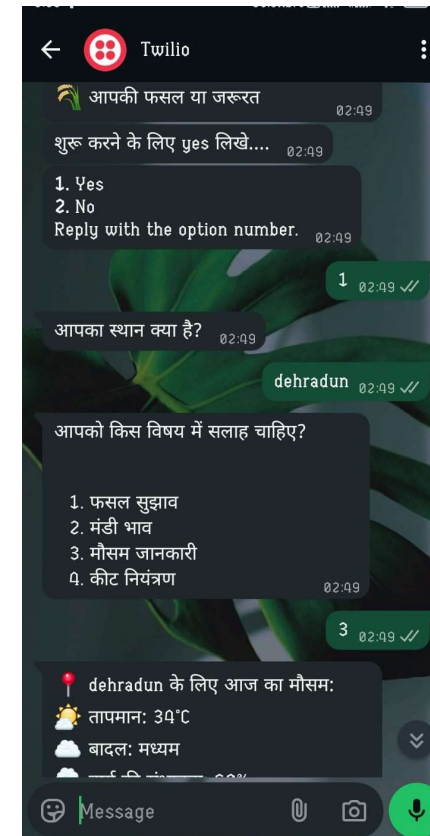 Twilio
आपकी फसल या जरूरत
02:49
शुरू करने के लिए yes लिखे....
02:49
1. Yes
2. No
Reply with the option number.
02:49
1
02:49
आपका स्थान क्या है?
02:49
dehradun
02:49
आपको किस विषय में सलाह चाहिए?
1. फसल सुझाव
2. मंडी भाव
3. मौसम जानकारी
4. कीट नियंत्रण
02:49
3
02:49
dehradun के लिए आज का मौसम:
तापमान: 34°C
बादल: मध्यम
Message